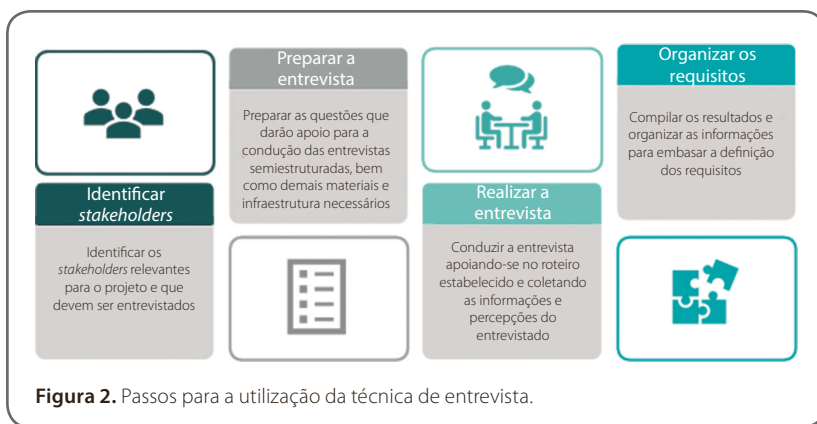 Identificar
stakeholders
Identificar os
stakeholders relevantes
para o projeto e que
devem ser entrevistados
Preparar a
entrevista
Preparar as questões que
darão apoio para a
condução das entrevistas
semiestruturadas, bem
como demais materiais e
infraestrutura necessários
Realizar a
entrevista
Conduzir a entrevista
apoiando-se no roteiro
estabelecido e coletando
as informações e
percepções do
entrevistado
Organizar os
requisitos
Compilar os resultados e
organizar as informações
para embasar a definição
dos requisitos
Figura 2. Passos para a utilização da técnica de entrevista.